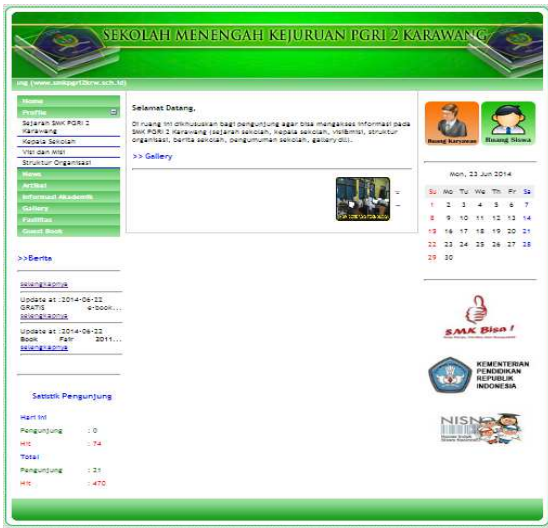 SEKOLAH MENENGAH KEJURUAN PGRI 2 KARAWANG
ing (www.smkpgri2krw.sch.id)
Home
Profile
Sejarah SMK PGRI 2
Karawang
Kepala Sekolah
Visi dan Misi
Struktur Organisasi
News
Artikel
Informasi Akademik
Gallery
Fasilitas
Guest Book
>>Berita
selengkapnya
Update at :2014-06-22
GRATIS e-book...
selengkapnya
Update at :2014-06-22
Book Fair 2011...
selengkapnya
Satistik Pengunjung
Hari ini
Pengunjung : 0
Hit : 74
Total
Pengunjung : 21
Hit : 470
Selamat Datang,
Di ruang ini dikhususkan bagi pengunjung agar bisa mengakses informasi pada
SMK PGRI 2 Karawang (sejarah sekolah, kepala sekolah, visi&misi, struktur
organisasi, berita sekolah, pengumuman sekolah, gallery dll).
>> Gallery
Ruang Karyawan
Ruang Siswa
Mon, 23 Jun 2014
Su Mo Tu We Th Fr Sa
1 2 3 4 5 6 7
8 9 10 11 12 13 14
15 16 17 18 19 20 21
22 23 24 25 26 27 28
29 30
SMK Bisa !
KEMENTERIAN
PENDIDIKAN
REPUBLIK
INDONESIA
NISN